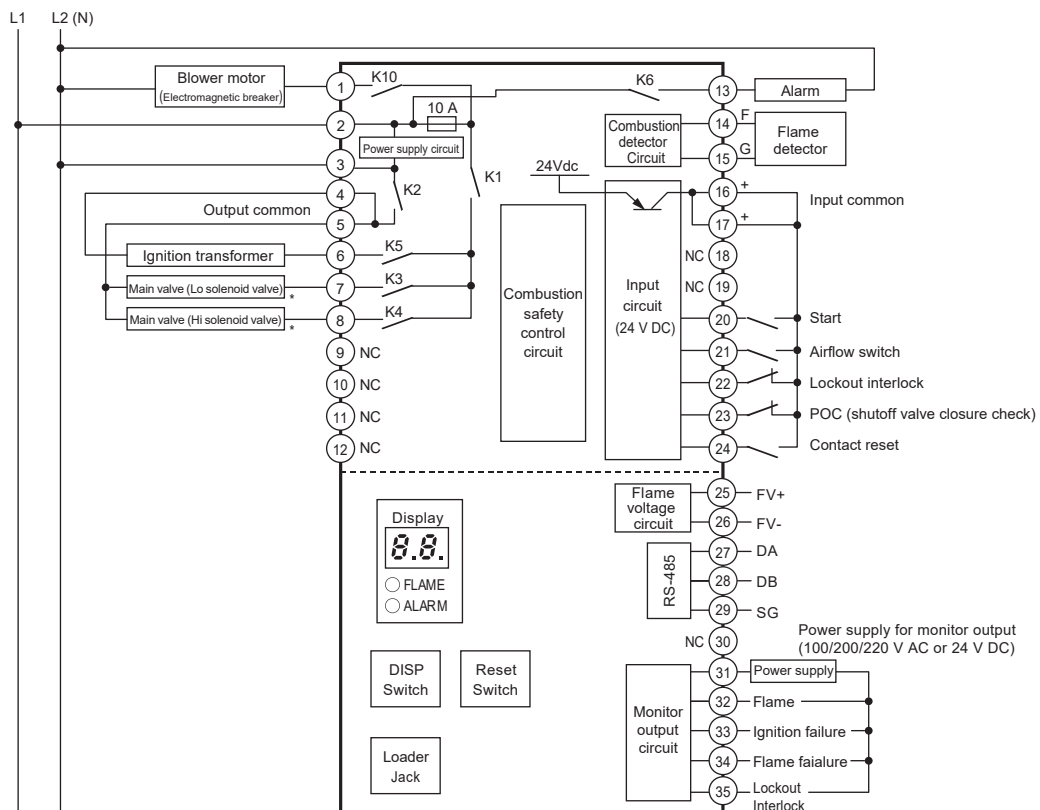 L1 L2 (N)
Blower motor
(Electromagnetic breaker)
1
K10
K6
13
Alarm
2
10 A
Combustion
detector
Circuit
14
F
Flame
detector
15
G
Power supply circuit
3
24Vdc
K1
K2
16
+
Input common
4
Output common
5
17
+
Ignition transformer
6
K5
NC
18
Main valve (Lo solenoid valve)
*
7
K3
NC
19
Main valve (Hi solenoid valve)
*
8
K4
Combustion
safety
control
circuit
Input
circuit
(24 V DC)
20
Start
9
NC
21
Airflow switch
10
NC
22
Lockout interlock
11
NC
23
POC (shutoff valve closure check)
12
NC
24
Contact reset
Display
8.8.
FLAME
ALARM
Flame
voltage
circuit
25
FV+
26
FV-
RS-485
27
DA
28
DB
29
SG
NC
30
Power supply for monitor output
(100/200/220 V AC or 24 V DC)
DISP
Switch
Reset
Switch
31
Power supply
Monitor
output
circuit
32
Flame
33
Ignition failure
34
Flame faialure
Loader
Jack
35
Lockout
Interlock